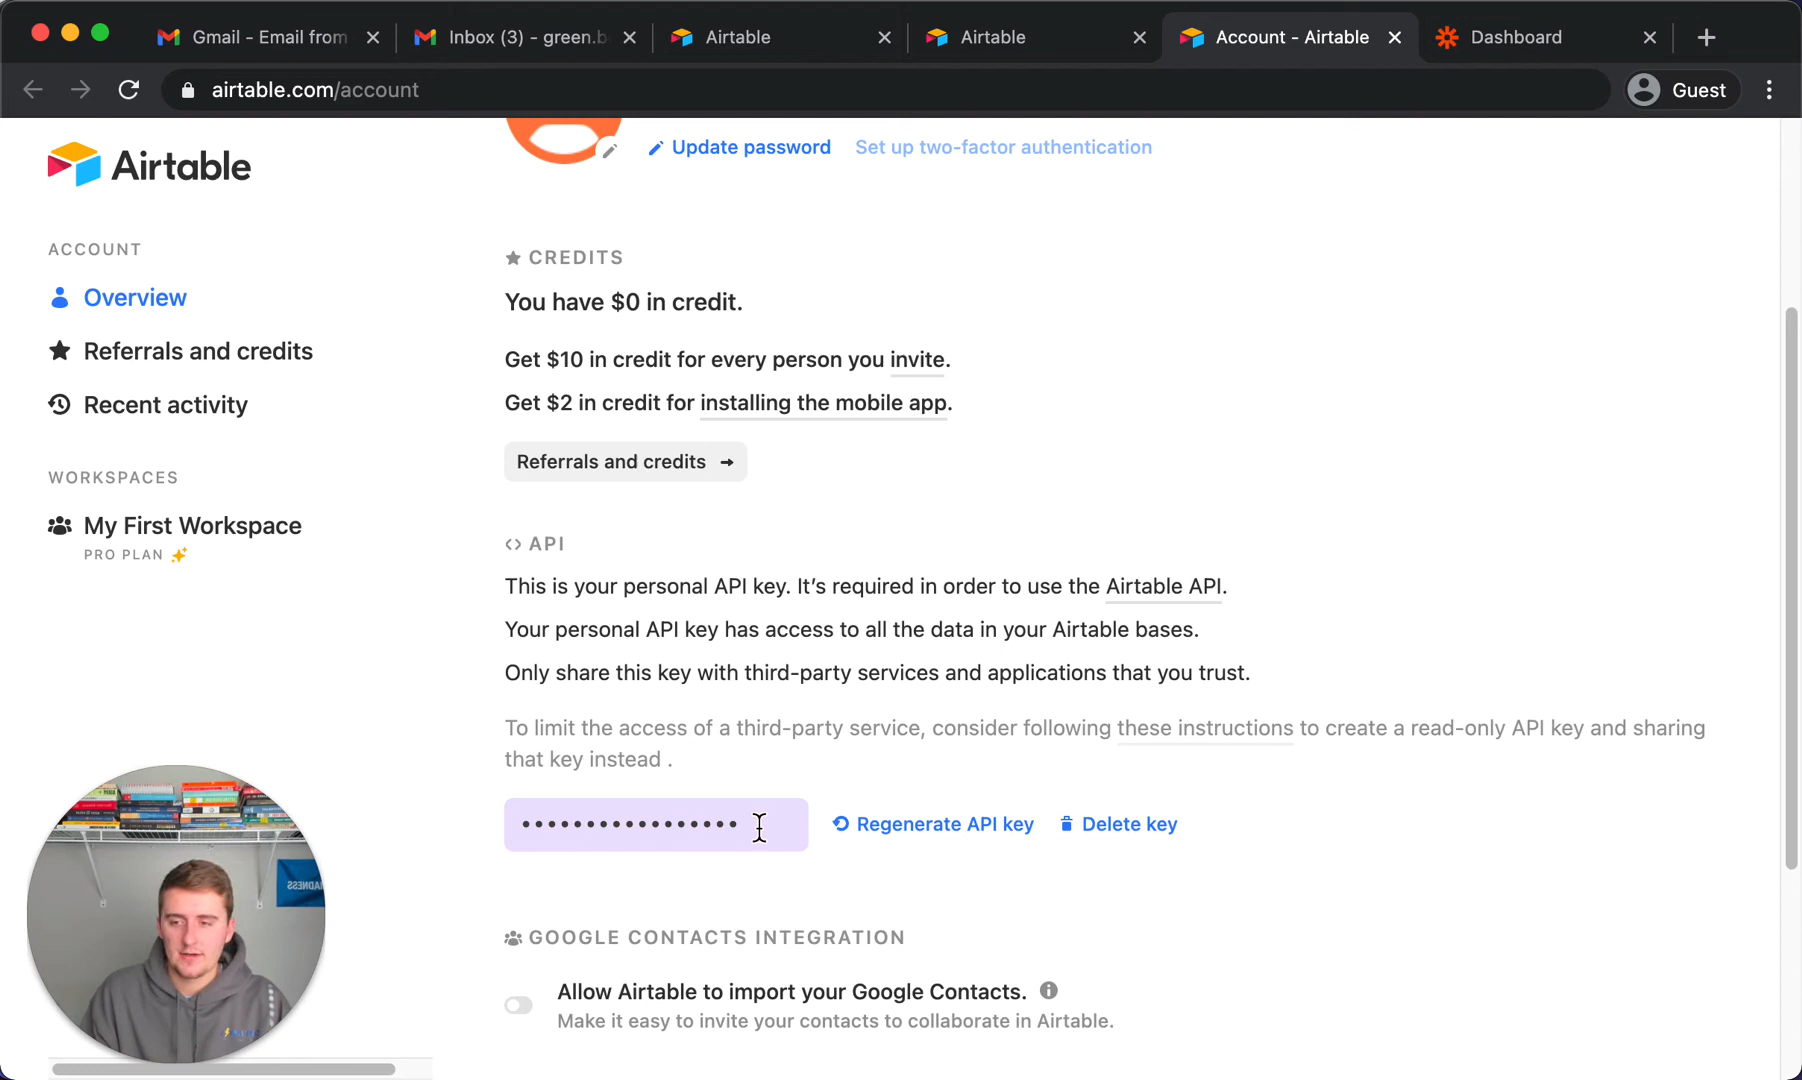 Gmail - Email from
Inbox (3) - green.b
Airtable
Airtable
Account - Airtable
Dashboard
airtable.com/account
Guest
Airtable
Update password
Set up two-factor authentication
ACCOUNT
Overview
Referrals and credits
Recent activity
WORKSPACES
My First Workspace
PRO PLAN
CREDITS
You have $0 in credit.
Get $10 in credit for every person you invite.
Get $2 in credit for installing the mobile app.
Referrals and credits
API
This is your personal API key. It’s required in order to use the Airtable API.
Your personal API key has access to all the data in your Airtable bases.
Only share this key with third-party services and applications that you trust.
To limit the access of a third-party service, consider following these instructions to create a read-only API key and sharing
that key instead .
••••••••••••••••
Regenerate API key
Delete key
GOOGLE CONTACTS INTEGRATION
Allow Airtable to import your Google Contacts.
Make it easy to invite your contacts to collaborate in Airtable.